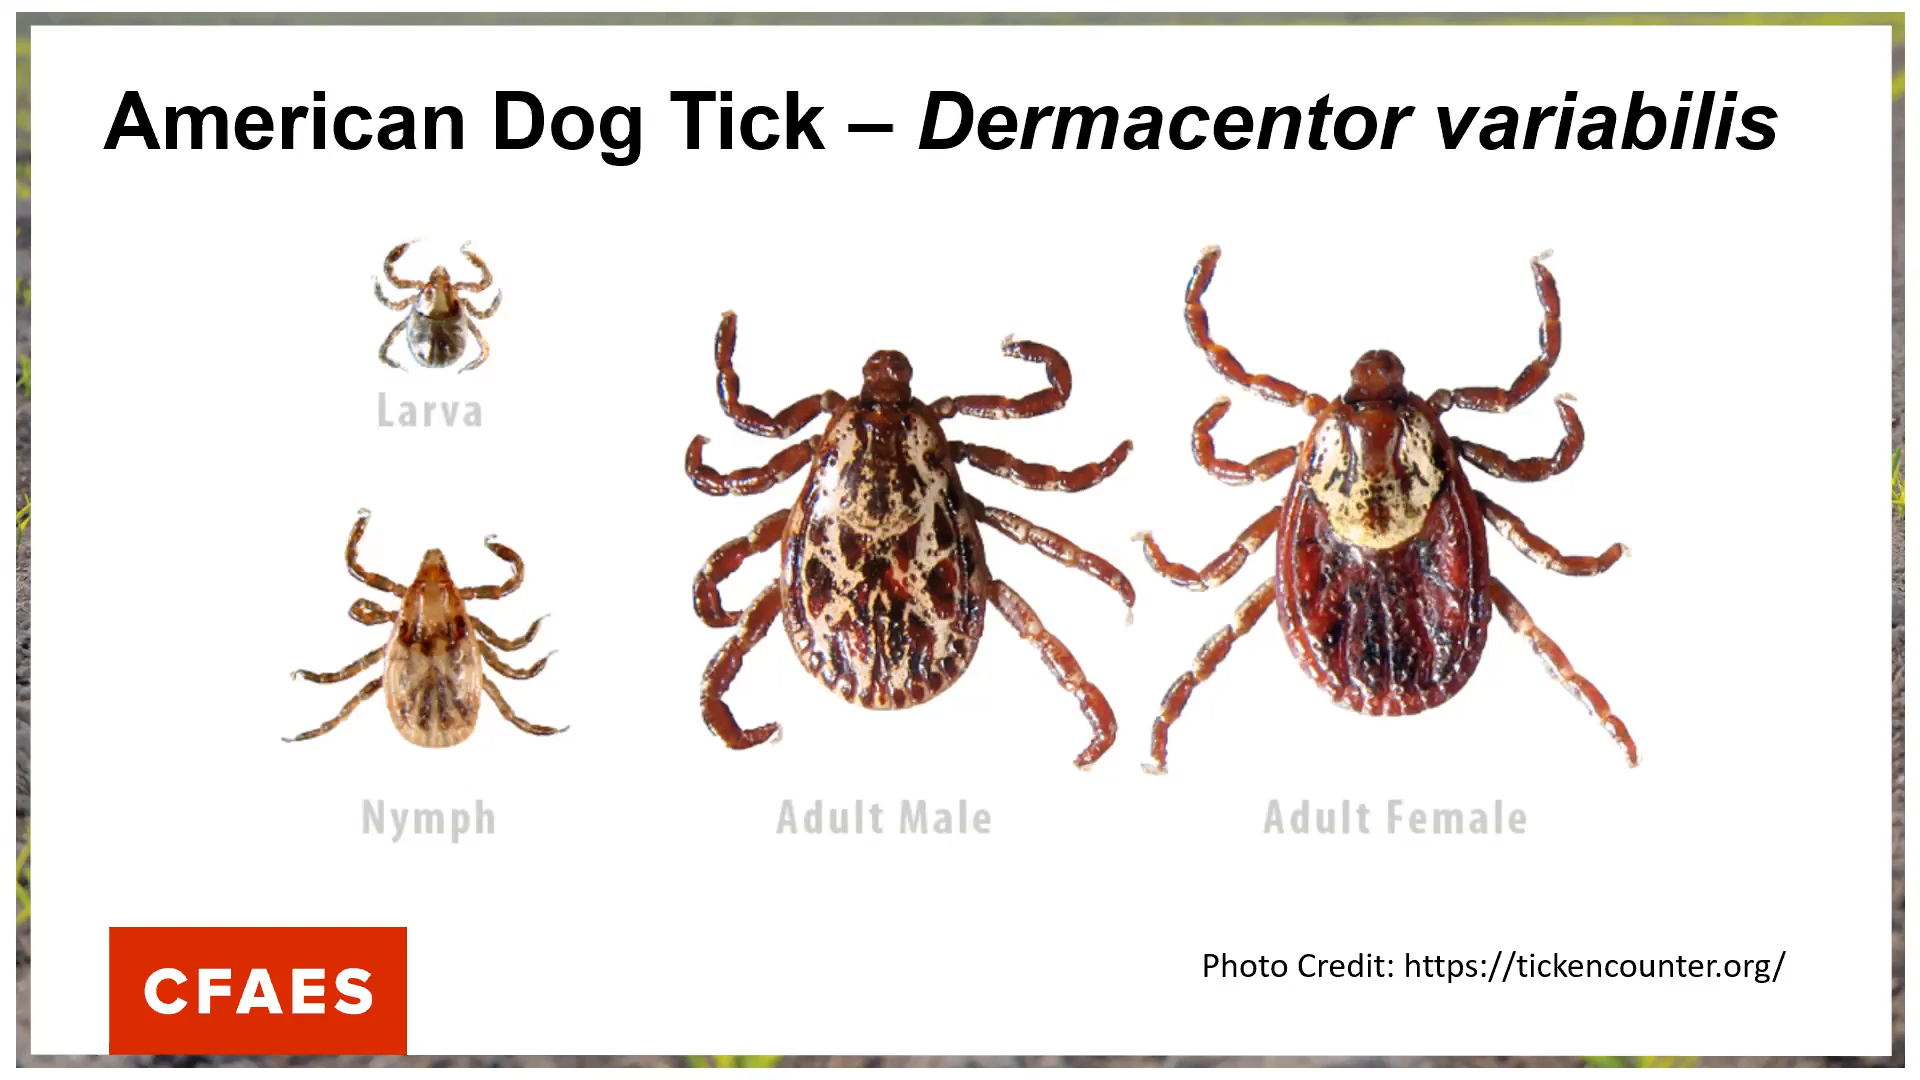 American Dog Tick – Dermacentor variabilis
Larva
Nymph
Adult Male
Adult Female
CFAES
Photo Credit: https://tickencounter.org/